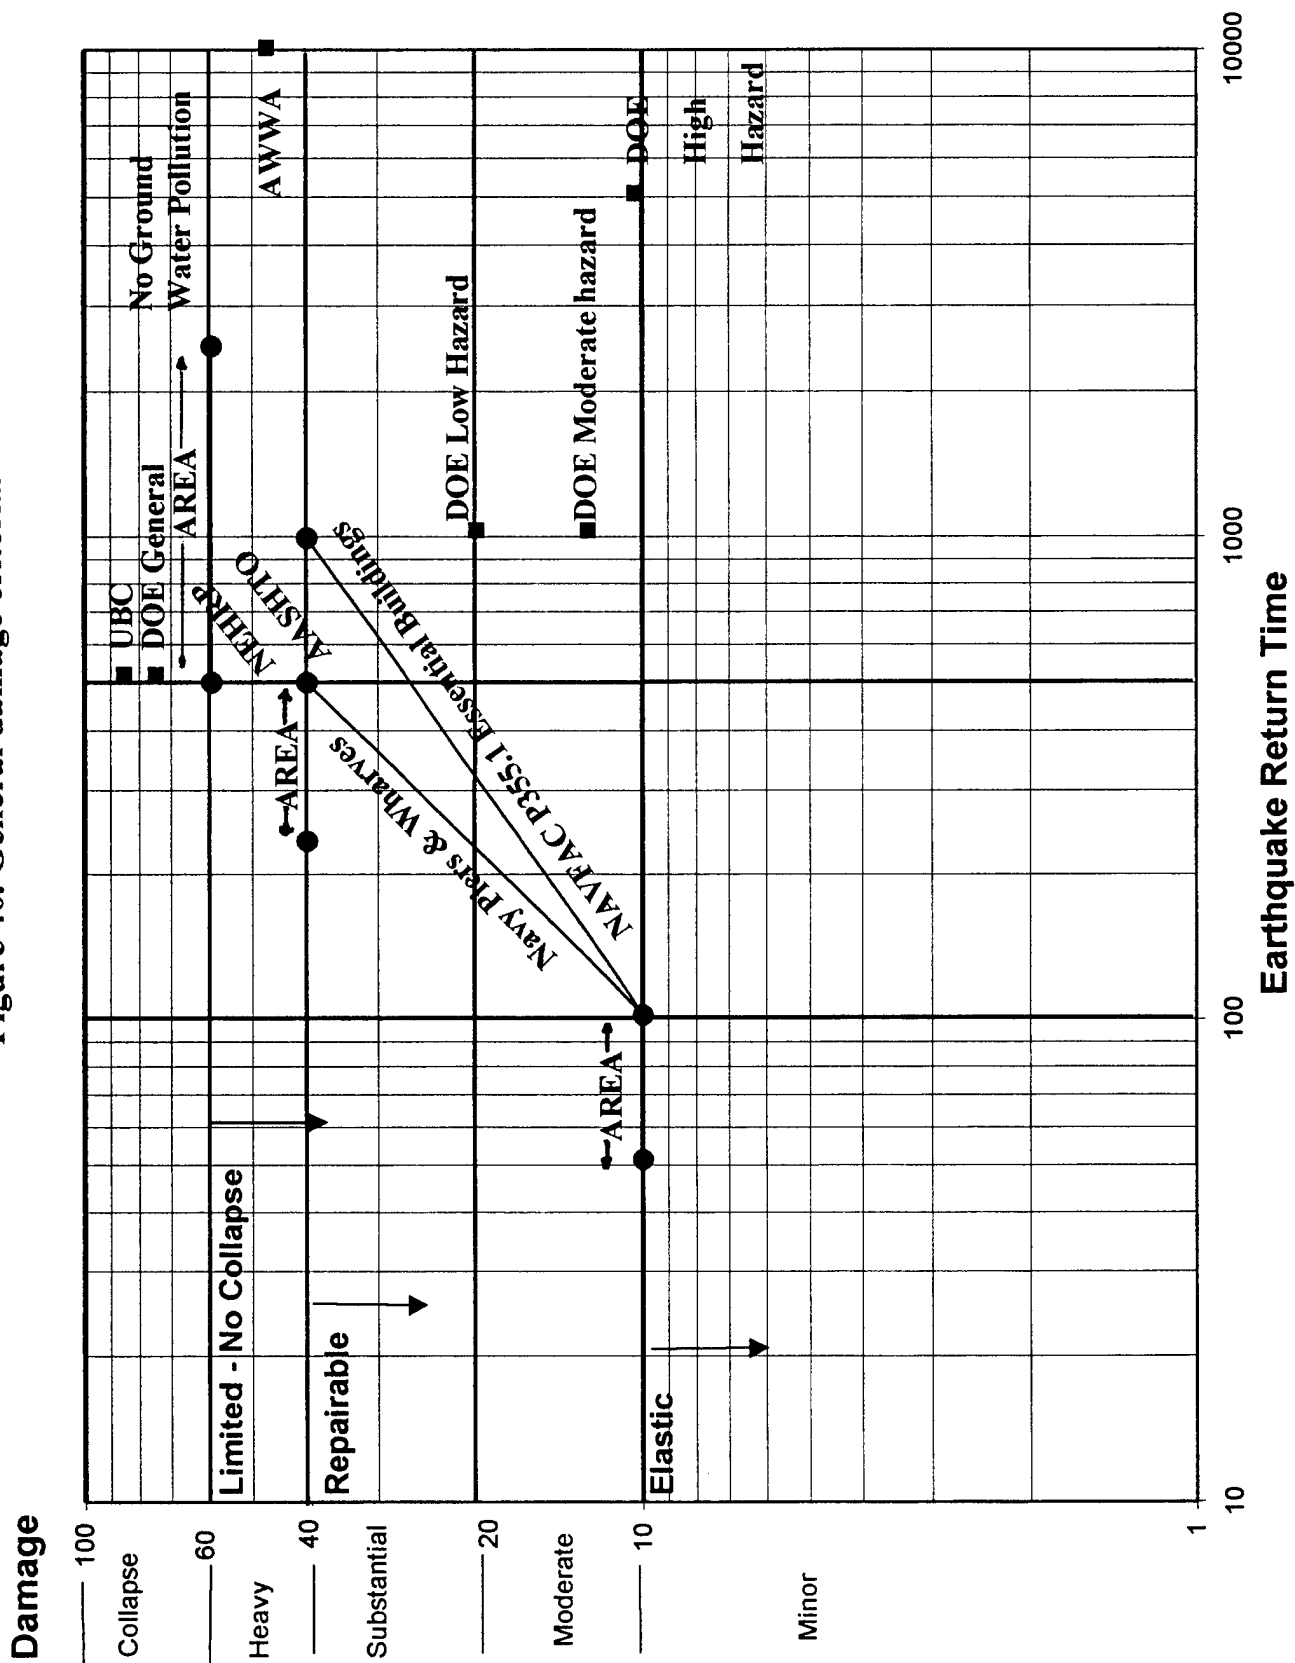 Damage
100
Collapse
60
Heavy
40
Substantial
20
Moderate
10
Minor
1
UBC
DOE General
No Ground
Water Pollution
AREA
NEHRP
AASHTO
AWWA
AREA
Limited - No Collapse
Repairable
Navy Piers & Wharves
NAVFAC P355.1 Essential Buildings
DOE Low Hazard
DOE Moderate hazard
DOE
High
Hazard
AREA
Elastic
10
100
1000
10000
Earthquake Return Time